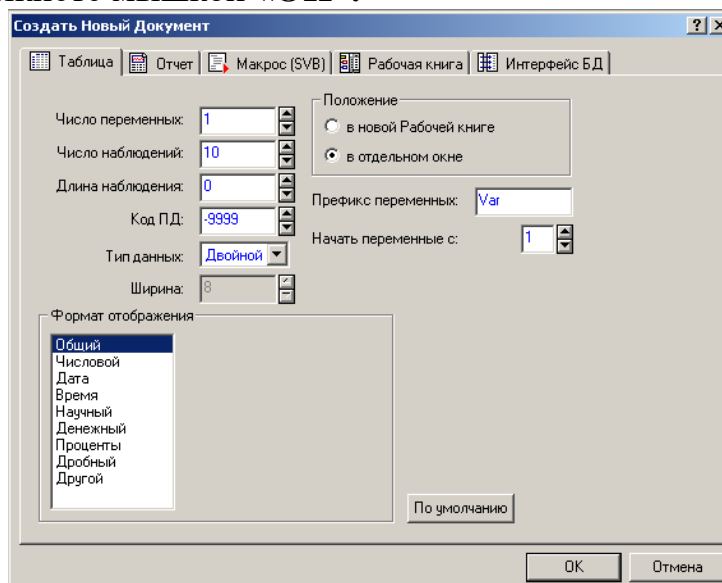 Создать Новый Документ
Таблица Отчет Макрос (SVB) Рабочая книга Интерфейс БД
Число переменных: 1
Число наблюдений: 10
Длина наблюдения: 0
Код ПД: -9999
Тип данных: Двойной
Ширина: 8
Положение
в новой Рабочей книге
в отдельном окне
Префикс переменных: Var
Начать переменные с: 1
Формат отображения
Общий
Числовой
Дата
Время
Научный
Денежный
Проценты
Дробный
Другой
По умолчанию
OK Отмена